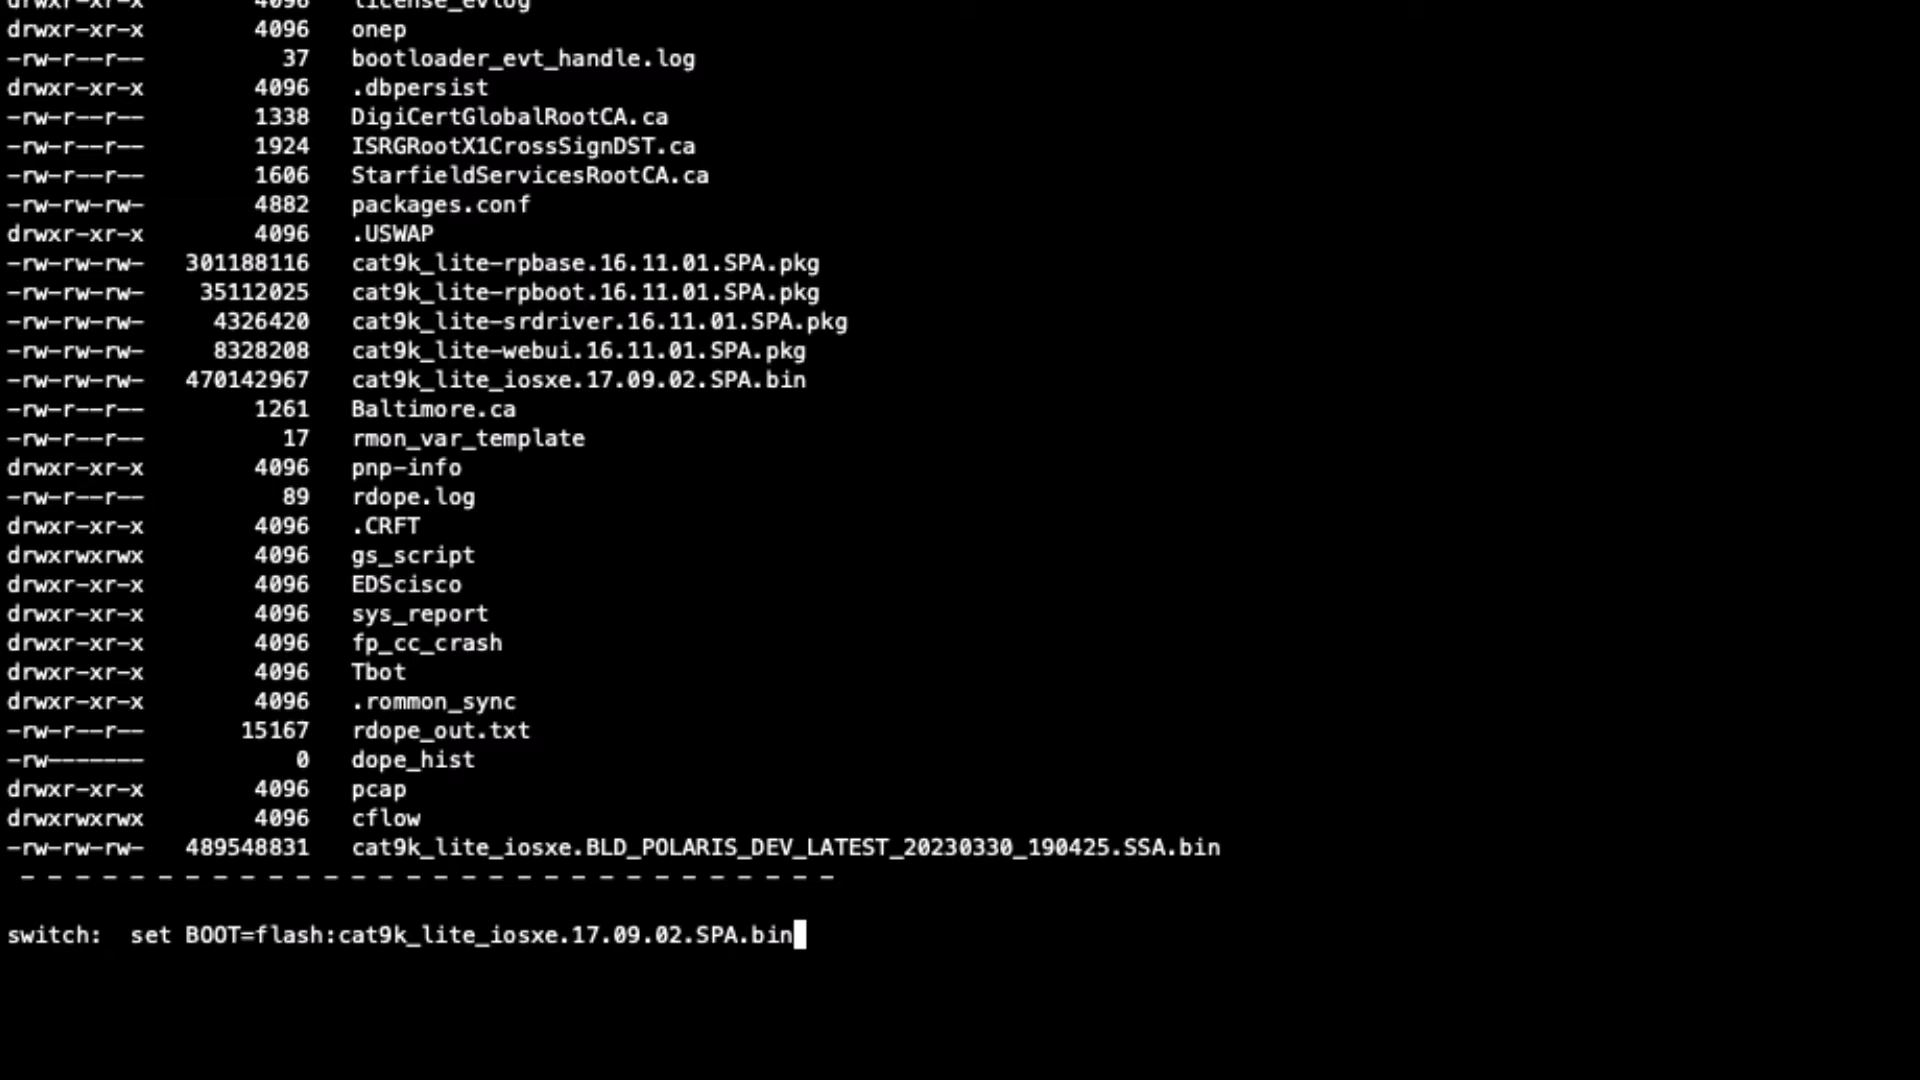 drwxr-xr-x 4096 license_evlog
drwxr-xr-x 4096 onep
-rw-r--r-- 37 bootloader_evt_handle.log
drwxr-xr-x 4096 .dbpersist
-rw-r--r-- 1338 DigiCertGlobalRootCA.ca
-rw-r--r-- 1924 ISRGRootX1CrossSignDST.ca
-rw-r--r-- 1606 StarfieldServicesRootCA.ca
-rw-rw-rw- 4882 packages.conf
drwxr-xr-x 4096 .USWAP
-rw-rw-rw- 301188116 cat9k_lite-rpbase.16.11.01.SPA.pkg
-rw-rw-rw- 35112025 cat9k_lite-rpboot.16.11.01.SPA.pkg
-rw-rw-rw- 4326420 cat9k_lite-srdriver.16.11.01.SPA.pkg
-rw-rw-rw- 8328208 cat9k_lite-webui.16.11.01.SPA.pkg
-rw-rw-rw- 470142967 cat9k_lite_iosxe.17.09.02.SPA.bin
-rw-r--r-- 1261 Baltimore.ca
-rw-r--r-- 17 rmon_var_template
drwxr-xr-x 4096 pnp-info
-rw-r--r-- 89 rdope.log
drwxr-xr-x 4096 .CRFT
drwxrwxrwx 4096 gs_script
drwxr-xr-x 4096 EDScisco
drwxr-xr-x 4096 sys_report
drwxr-xr-x 4096 fp_cc_crash
drwxr-xr-x 4096 Tbot
drwxr-xr-x 4096 .rommon_sync
-rw-r--r-- 15167 rdope_out.txt
-rw------- 0 dope_hist
drwxr-xr-x 4096 pcap
drwxrwxrwx 4096 cflow
-rw-rw-rw- 489548831 cat9k_lite_iosxe.BLD_POLARIS_DEV_LATEST_20230330_190425.SSA.bin
- - - - - - - - - - - - - - - - - - - - - - - - - - - - - -
switch: set BOOT=flash:cat9k_lite_iosxe.17.09.02.SPA.bin